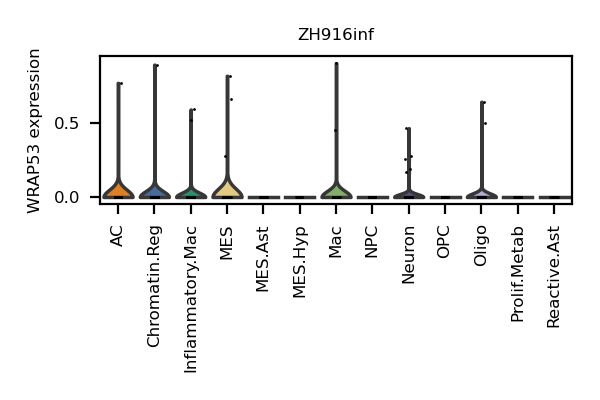 ZH916inf
WRAP53 expression
0.5
0.0
AC
Chromatin.Reg
Inflammatory.Mac
MES
MES.Ast
MES.Hyp
Mac
NPC
Neuron
OPC
Oligo
Prolif.Metab
Reactive.Ast